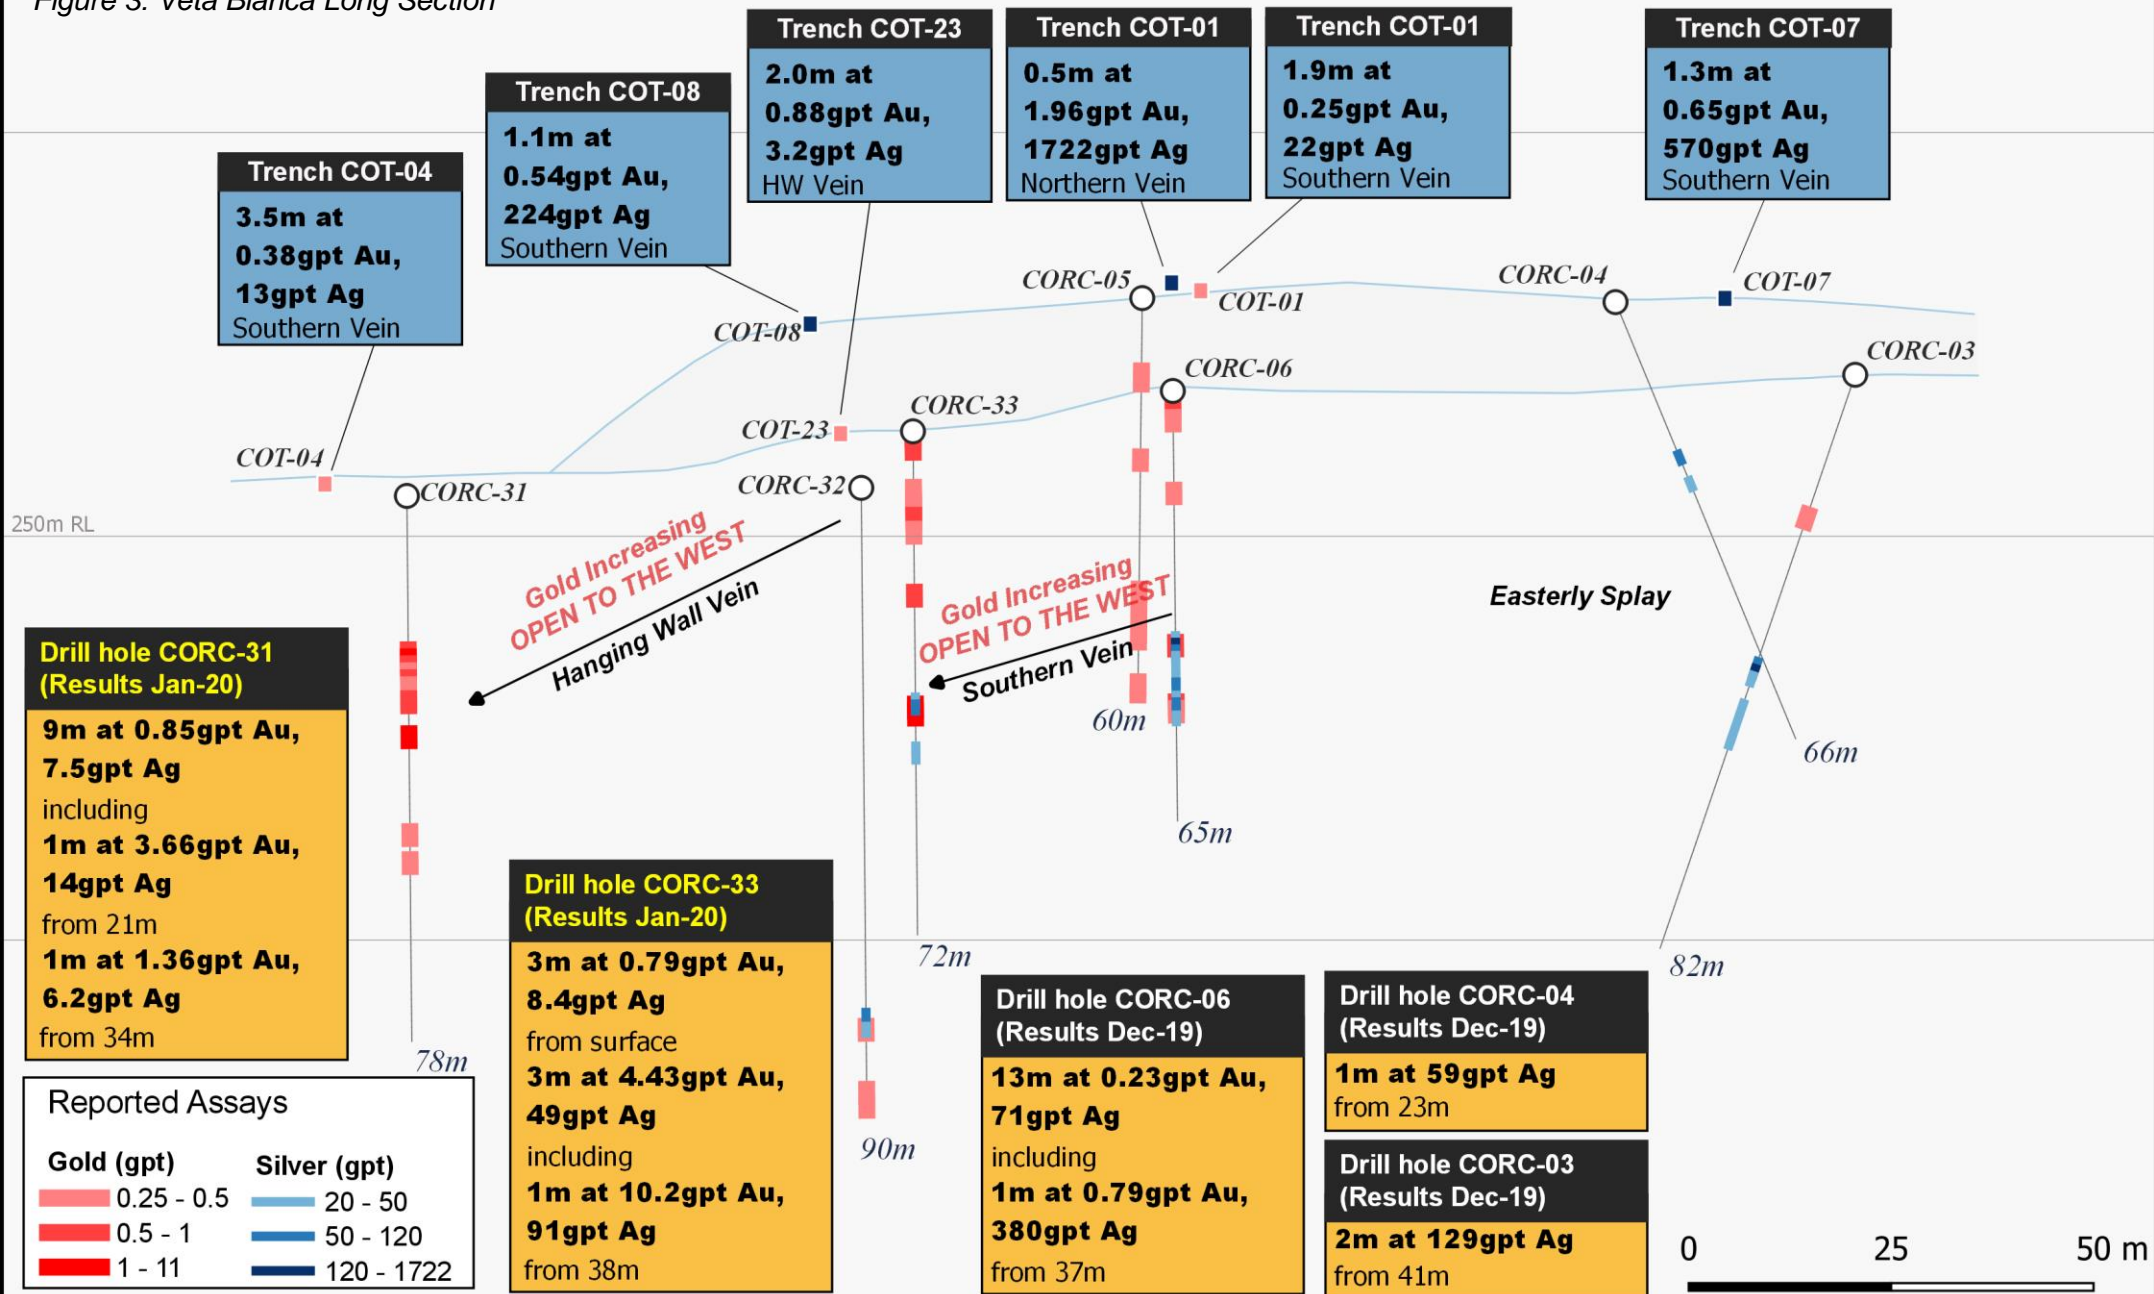 Figure 3: Veta Blanca Long Section
Trench COT-04
3.5m at
0.38gpt Au,
13gpt Ag
Southern Vein
Trench COT-08
1.1m at
0.54gpt Au,
224gpt Ag
Southern Vein
Trench COT-23
2.0m at
0.88gpt Au,
3.2gpt Ag
HW Vein
Trench COT-01
0.5m at
1.96gpt Au,
1722gpt Ag
Northern Vein
Trench COT-01
1.9m at
0.25gpt Au,
22gpt Ag
Southern Vein
Trench COT-07
1.3m at
0.65gpt Au,
570gpt Ag
Southern Vein
CORC-05
COT-01
CORC-04
COT-07
COT-08
CORC-06
CORC-03
COT-23
CORC-33
COT-04
CORC-31
CORC-32
250m RL
Gold Increasing
OPEN TO THE WEST
Hanging Wall Vein
Gold Increasing
OPEN TO THE WEST
Southern Vein
Easterly Splay
60m
66m
65m
72m
82m
78m
90m
Drill hole CORC-31
(Results Jan-20)
9m at 0.85gpt Au,
7.5gpt Ag
including
1m at 3.66gpt Au,
14gpt Ag
from 21m
1m at 1.36gpt Au,
6.2gpt Ag
from 34m
Drill hole CORC-33
(Results Jan-20)
3m at 0.79gpt Au,
8.4gpt Ag
from surface
3m at 4.43gpt Au,
49gpt Ag
including
1m at 10.2gpt Au,
91gpt Ag
from 38m
Drill hole CORC-06
(Results Dec-19)
13m at 0.23gpt Au,
71gpt Ag
including
1m at 0.79gpt Au,
380gpt Ag
from 37m
Drill hole CORC-04
(Results Dec-19)
1m at 59gpt Ag
from 23m
Drill hole CORC-03
(Results Dec-19)
2m at 129gpt Ag
from 41m
Reported Assays
Gold (gpt) Silver (gpt)
0.25 - 0.5 20 - 50
0.5 - 1 50 - 120
1 - 11 120 - 1722
0 25 50 m